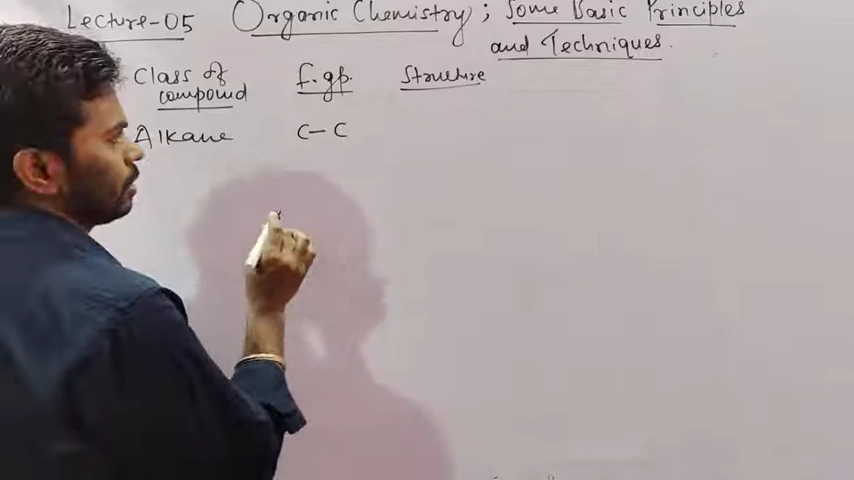 Lecture-05 Organic Chemistry; Some Basic Principles
and Techniques.
Class of compound f.gp. Structure
Alkane C-C